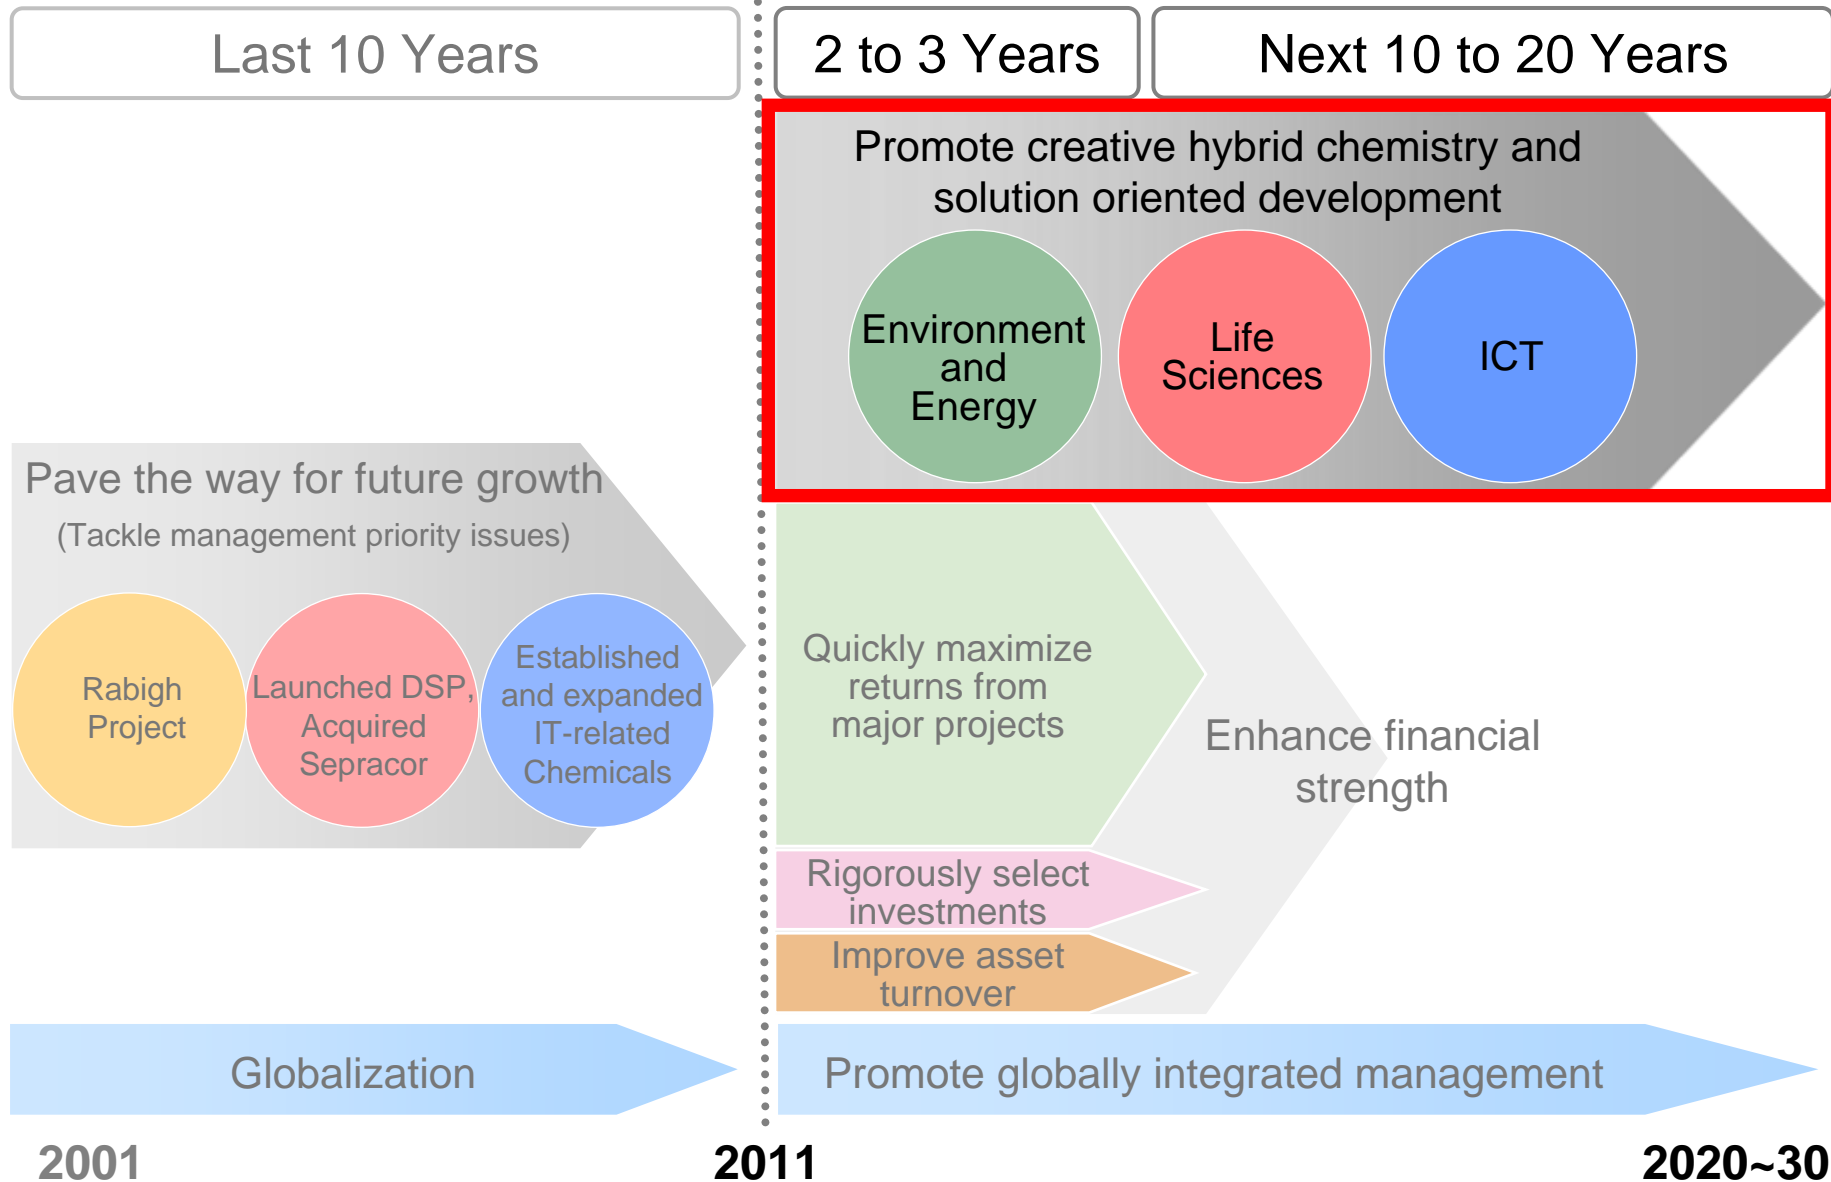 Last 10 Years
2 to 3 Years
Next 10 to 20 Years
Promote creative hybrid chemistry and
solution oriented development
Environment
and
Energy
Life
Sciences
ICT
Pave the way for future growth
(Tackle management priority issues)
Rabigh
Project
Launched DSP,
Acquired
Sepracor
Established
and expanded
IT-related
Chemicals
Quickly maximize
returns from
major projects
Enhance financial
strength
Rigorously select
investments
Improve asset
turnover
Globalization
Promote globally integrated management
2001
2011
2020~30